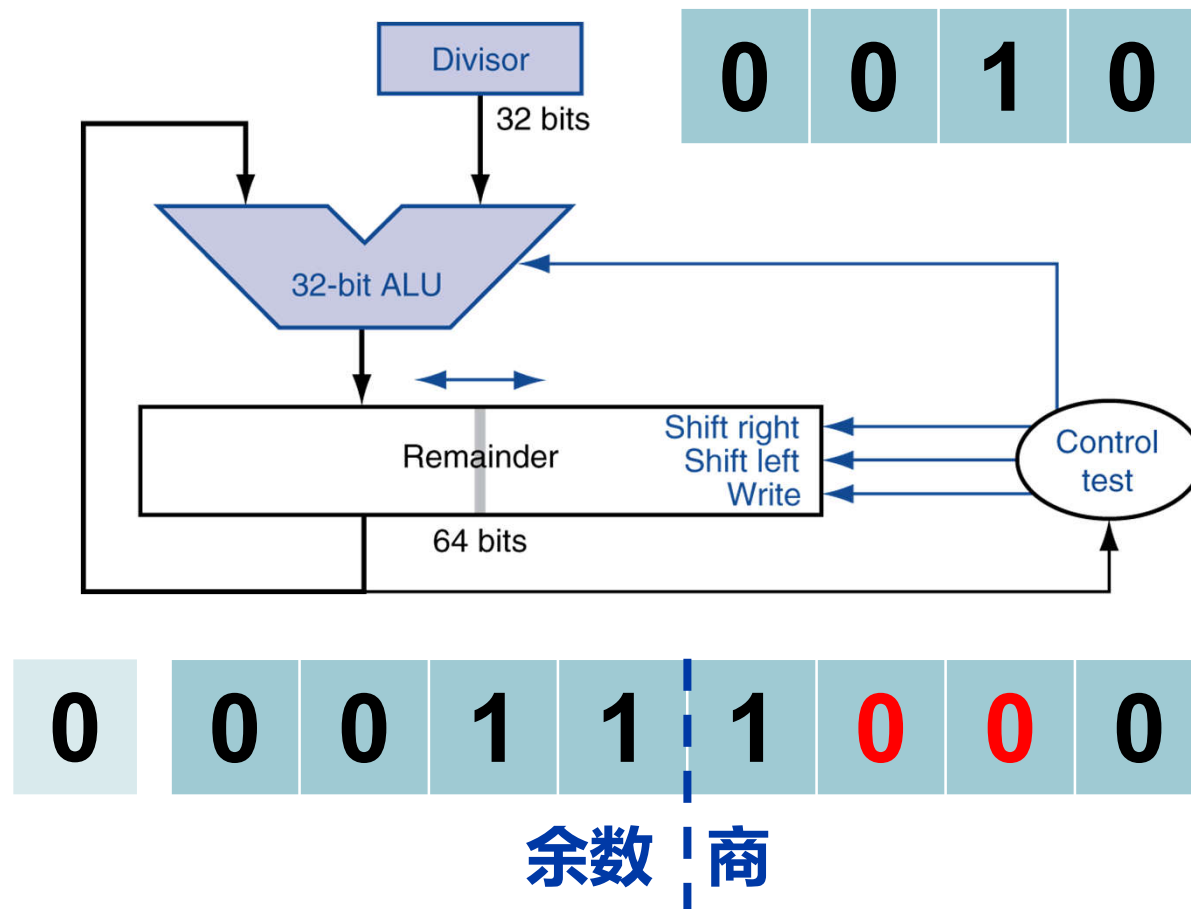 Divisor
0 0 1 0
32 bits
32-bit ALU
Remainder
Shift right
Shift left
Write
Control
test
64 bits
0 0 0 1 1 1 0 0 0
余数 商